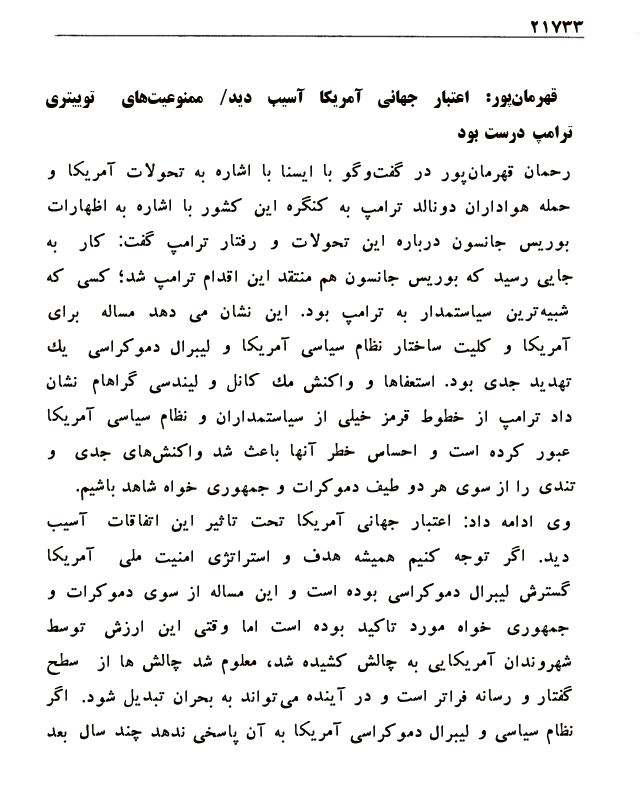 ۲۱۷۳۳
قهرمان‌پور: اعتبار جهانی آمریکا آسیب دید/ ممنوعیت‌های توییتری
ترامپ درست بود
رحمان قهرمان‌پور در گفت‌وگو با ایسنا با اشاره به تحولات آمریکا و
حمله هواداران دونالد ترامپ به کنگره این کشور با اشاره به اظهارات
بوریس جانسون درباره این تحولات و رفتار ترامپ گفت: کار به
جایی رسید که بوریس جانسون هم منتقد این اقدام ترامپ شد؛ کسی که
شبیه‌ترین سیاستمدار به ترامپ بود. این نشان می دهد مساله برای
آمریکا و کلیت ساختار نظام سیاسی آمریکا و لیبرال دموکراسی یك
تهدید جدی بود. استعفاها و واکنش مك کانل و لیندسی گراهام نشان
داد ترامپ از خطوط قرمز خیلی از سیاستمداران و نظام سیاسی آمریکا
عبور کرده است و احساس خطر آنها باعث شد واکنش‌های جدی و
تندی را از سوی هر دو طیف دموکرات و جمهوری خواه شاهد باشیم.
وی ادامه داد: اعتبار جهانی آمریکا تحت تاثیر این اتفاقات آسیب
دید. اگر توجه کنیم همیشه هدف و استراتژی امنیت ملی آمریکا
گسترش لیبرال دموکراسی بوده است و این مساله از سوی دموکرات و
جمهوری خواه مورد تاکید بوده است اما وقتی این ارزش توسط
شهروندان آمریکایی به چالش کشیده شد، معلوم شد چالش ها از سطح
گفتار و رسانه فراتر است و در آینده می‌تواند به بحران تبدیل شود. اگر
نظام سیاسی و لیبرال دموکراسی آمریکا به آن پاسخی ندهد چند سال بعد